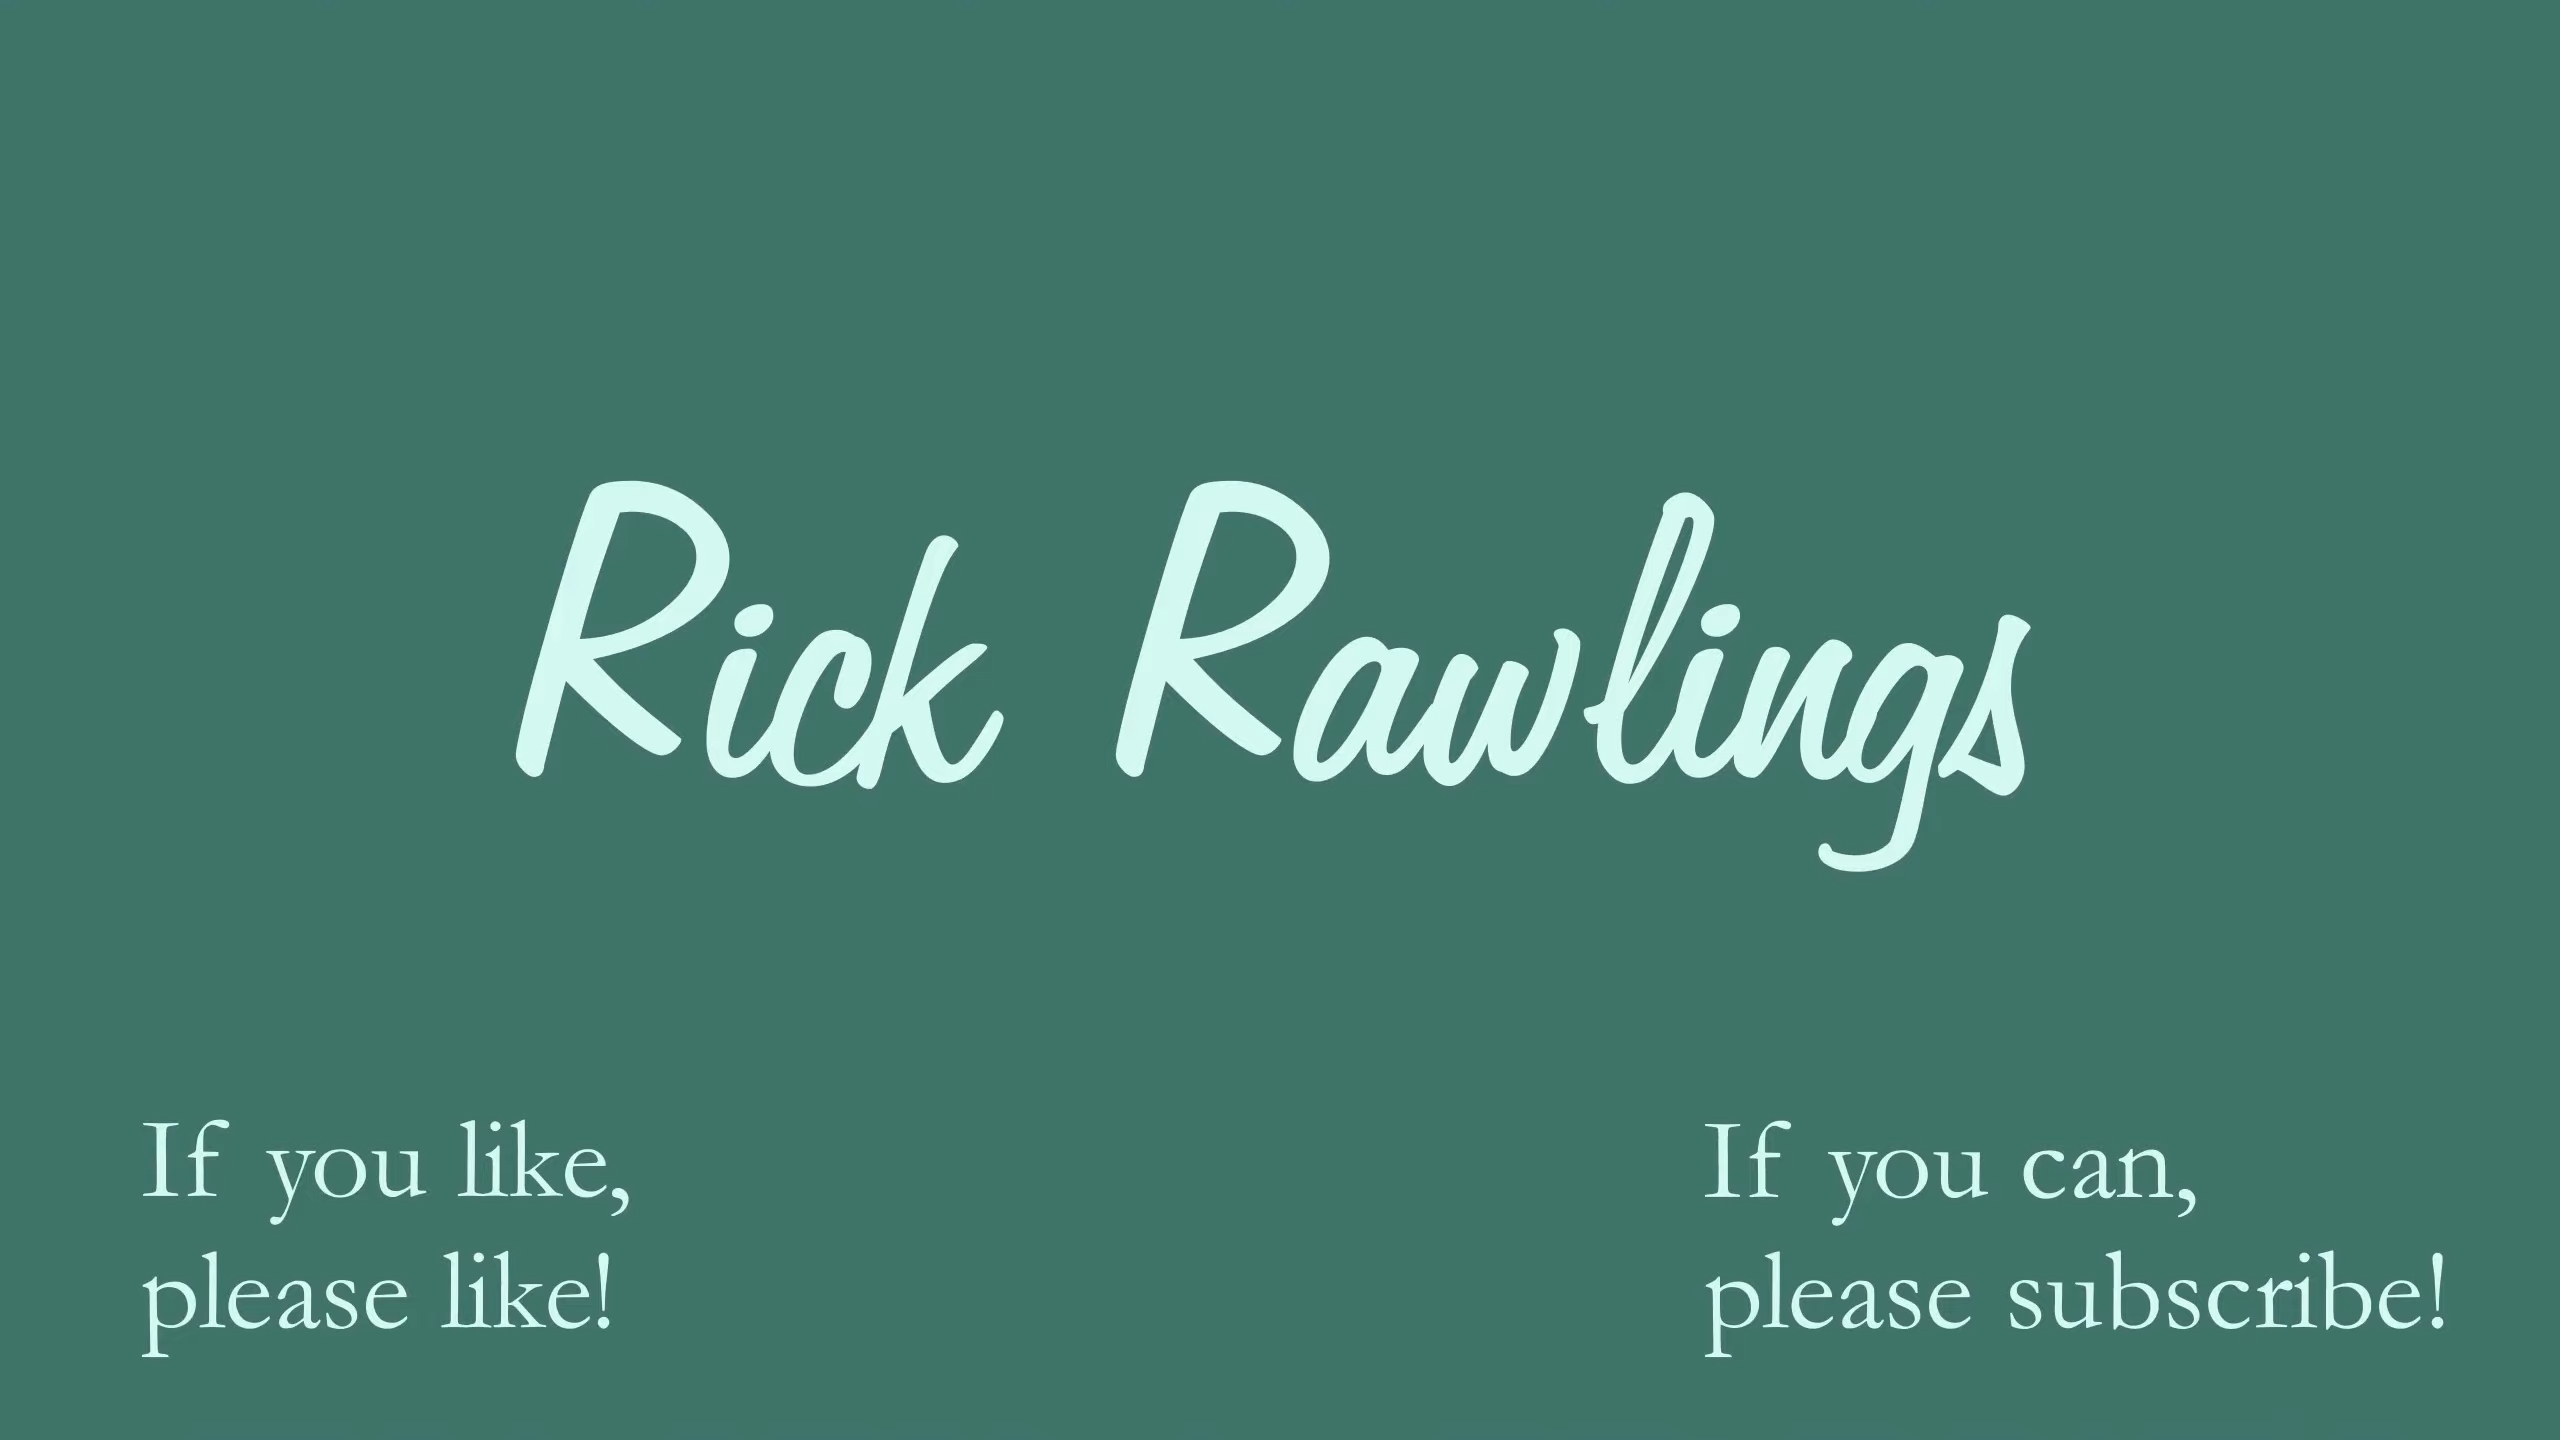 Rick Rawlings
If you like,
please like!
If you can,
please subscribe!